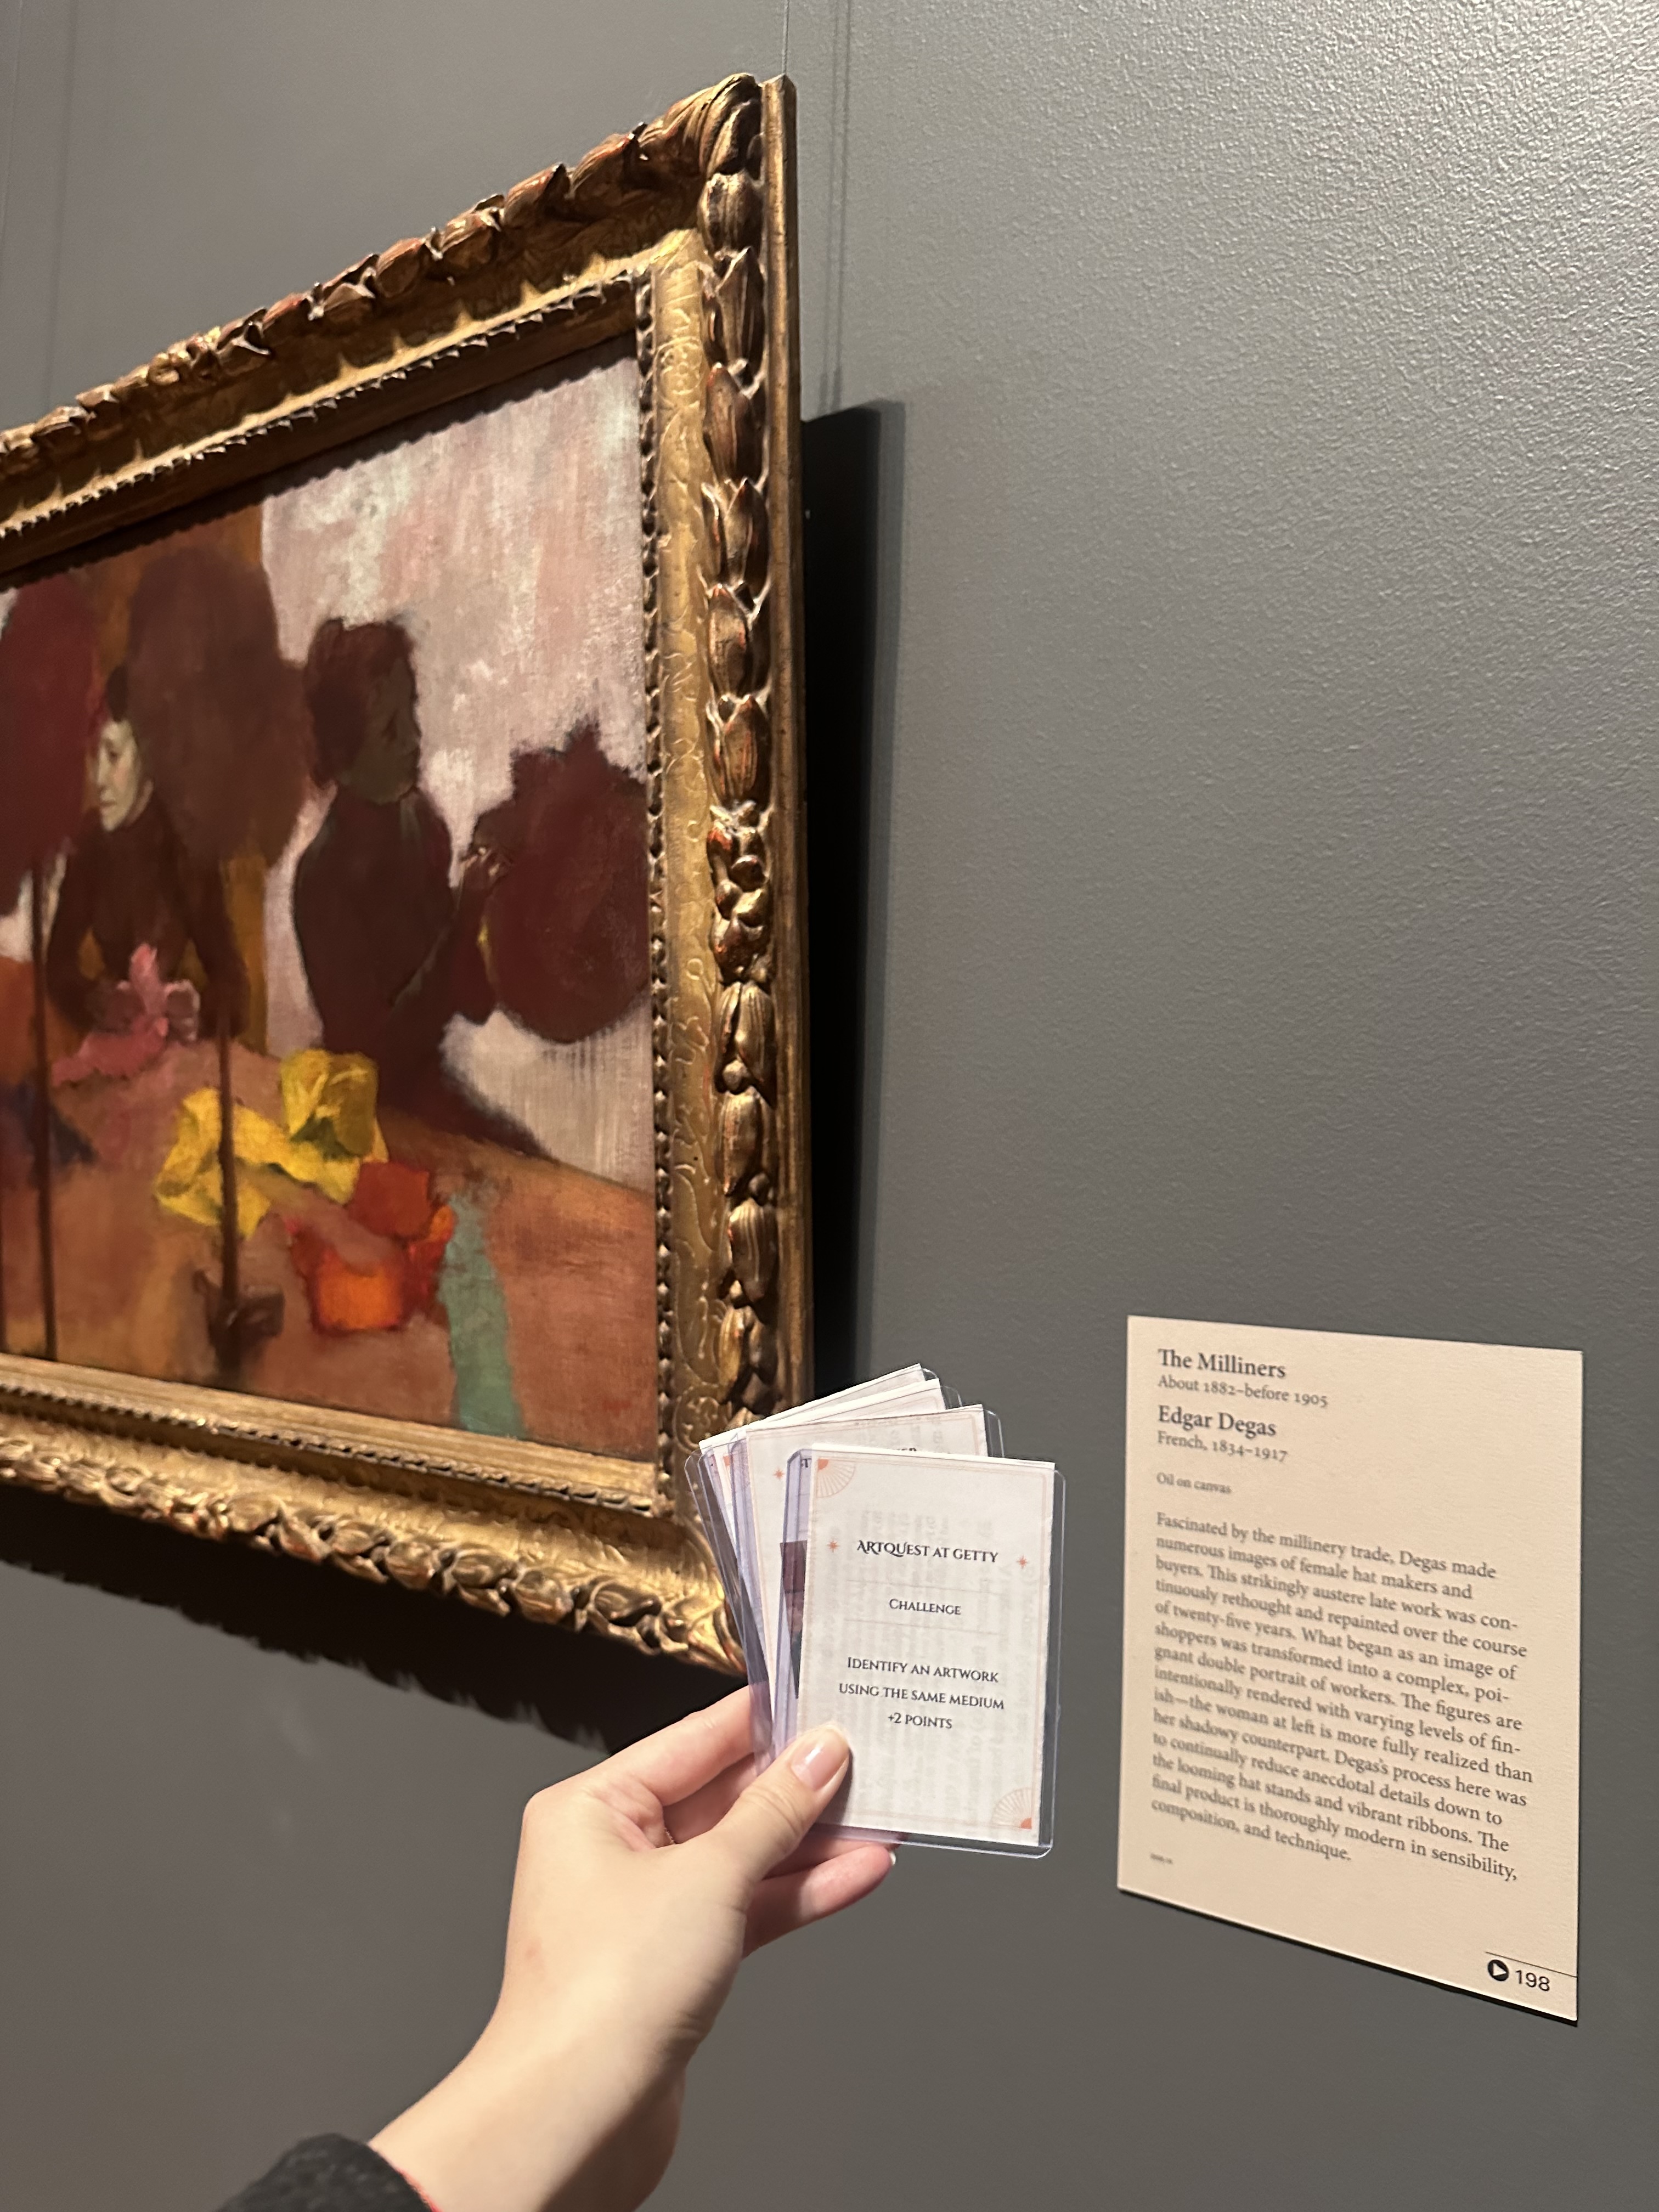 The Milliners
About 1882–before 1905
Edgar Degas
French, 1834–1917
Oil on canvas
Fascinated by the millinery trade, Degas made
numerous images of female hat makers and
buyers. This strikingly austere late work was con-
tinuously rethought and repainted over the course
of twenty-five years. What began as an image of
shoppers was transformed into a complex, poi-
gnant double portrait of workers. The figures are
intentionally rendered with varying levels of fin-
ish—the woman at left is more fully realized than
her shadowy counterpart. Degas's process here was
to continually reduce anecdotal details down to
the looming hat stands and vibrant ribbons. The
final product is thoroughly modern in sensibility,
composition, and technique.
198
ARTQUEST AT GETTY
CHALLENGE
IDENTIFY AN ARTWORK
USING THE SAME MEDIUM
+2 POINTS